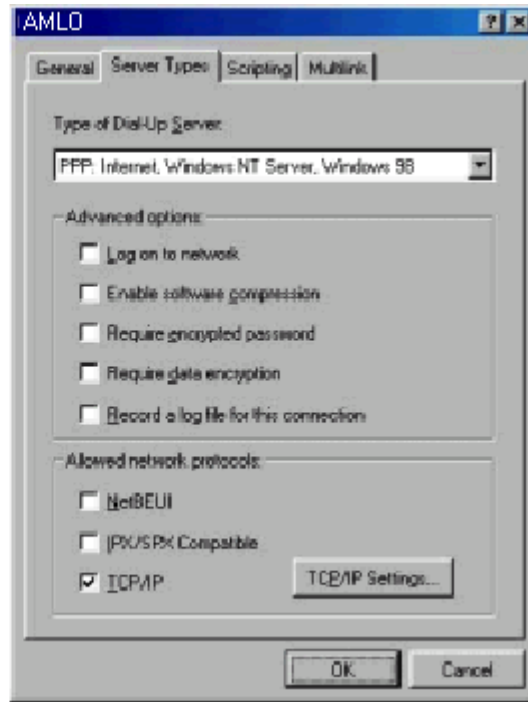 AMLO
General Server Types Scripting Multilink
Type of Dial-Up Server:
PPP: Internet, Windows NT Server, Windows 98
Advanced options:
Log on to network
Enable software compression
Require encrypted password
Require data encryption
Record a log file for this connection
Allowed network protocols:
NetBEUI
IPX/SPX Compatible
TCP/IP TCP/IP Settings...
OK Cancel